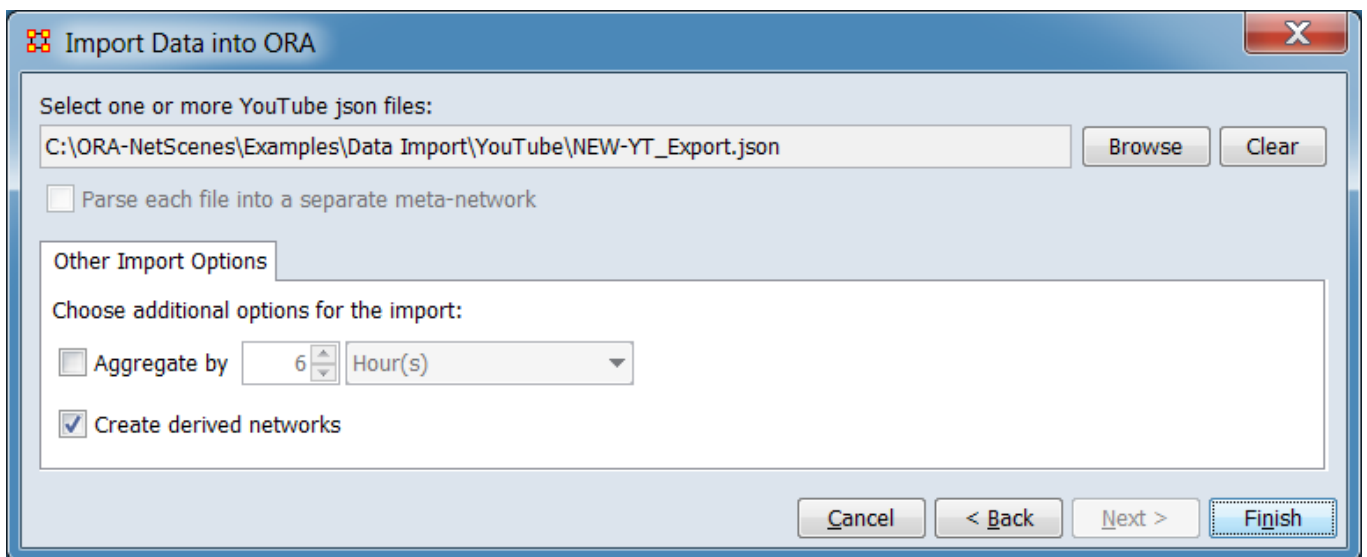 Import Data into ORA
Select one or more YouTube json files:
C:\ORA-NetScenes\Examples\Data Import\YouTube\NEW-YT_Export.json Browse Clear
Parse each file into a separate meta-network
Other Import Options
Choose additional options for the import:
Aggregate by 6 Hour(s)
Create derived networks
Cancel < Back Next > Finish